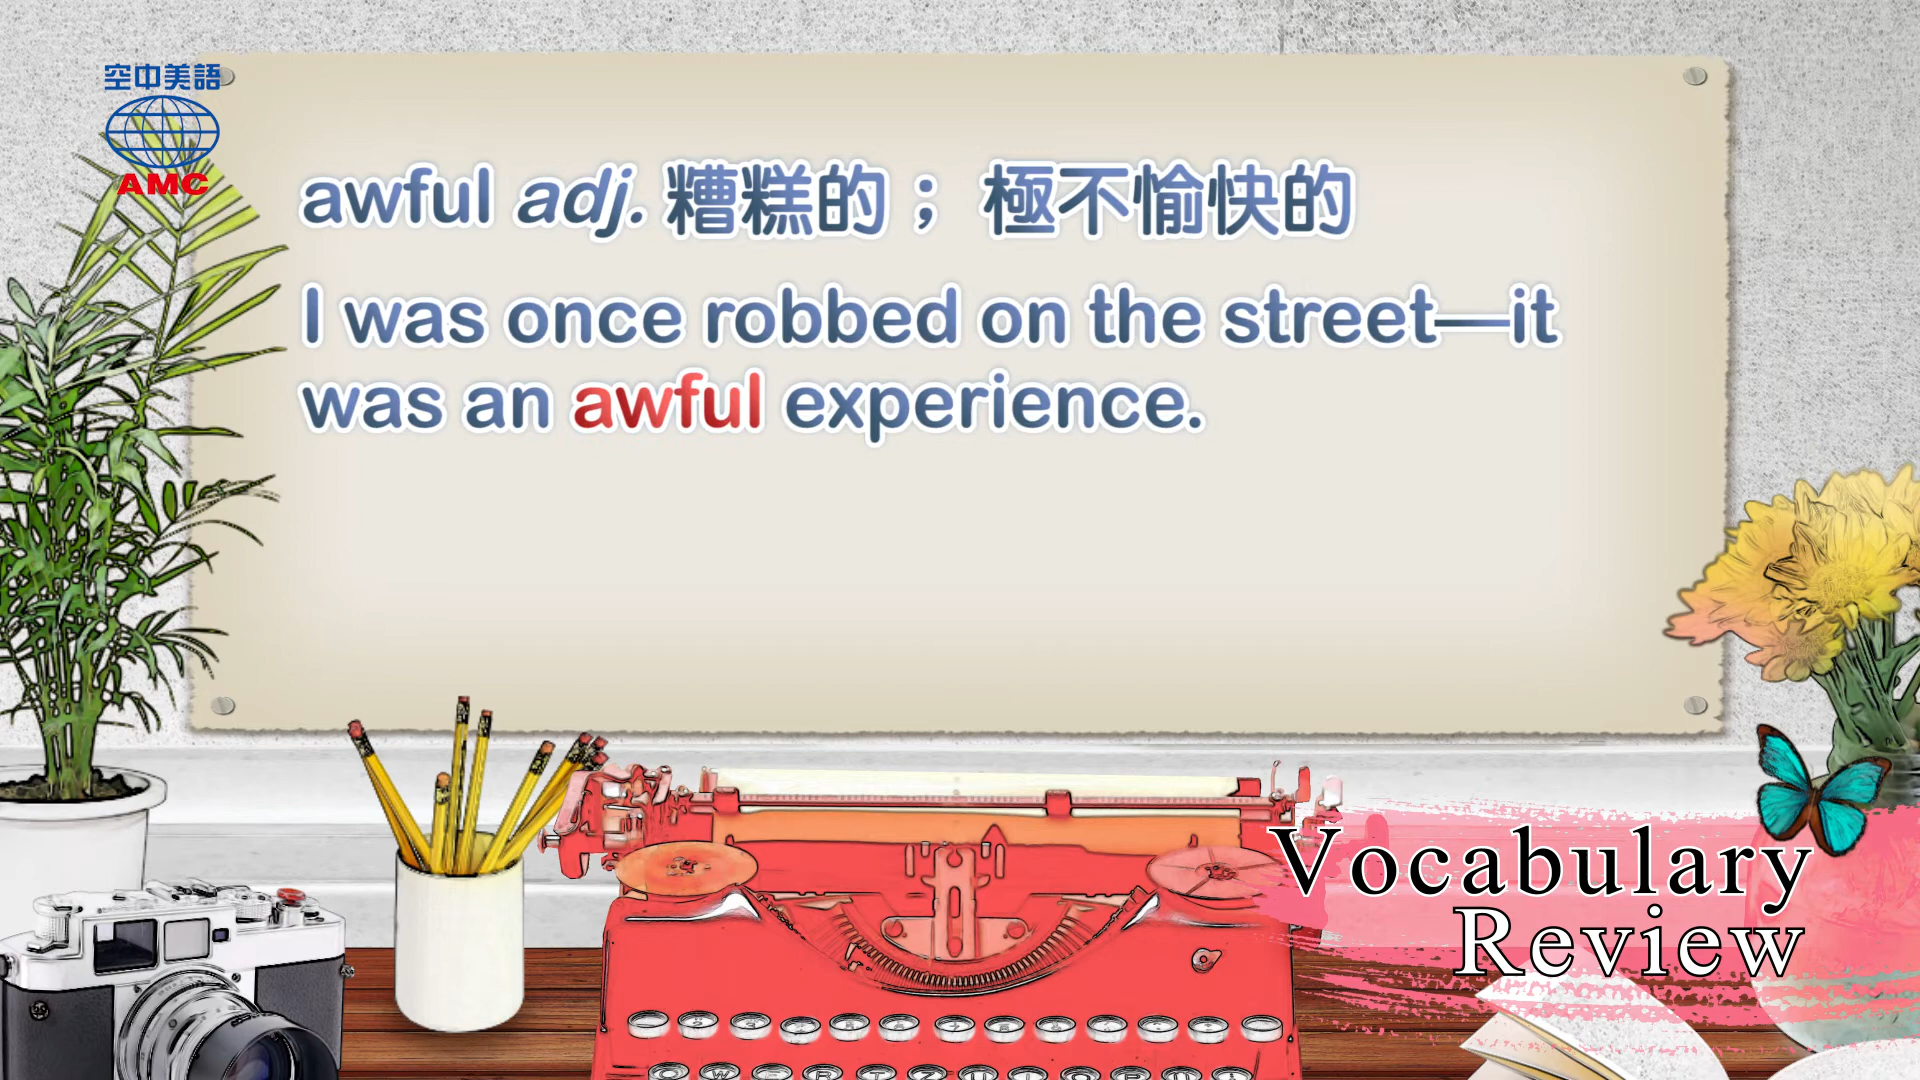 空中美語
AMC
awful adj. 糟糕的； 極不愉快的
I was once robbed on the street—it
was an awful experience.
Vocabulary
Review